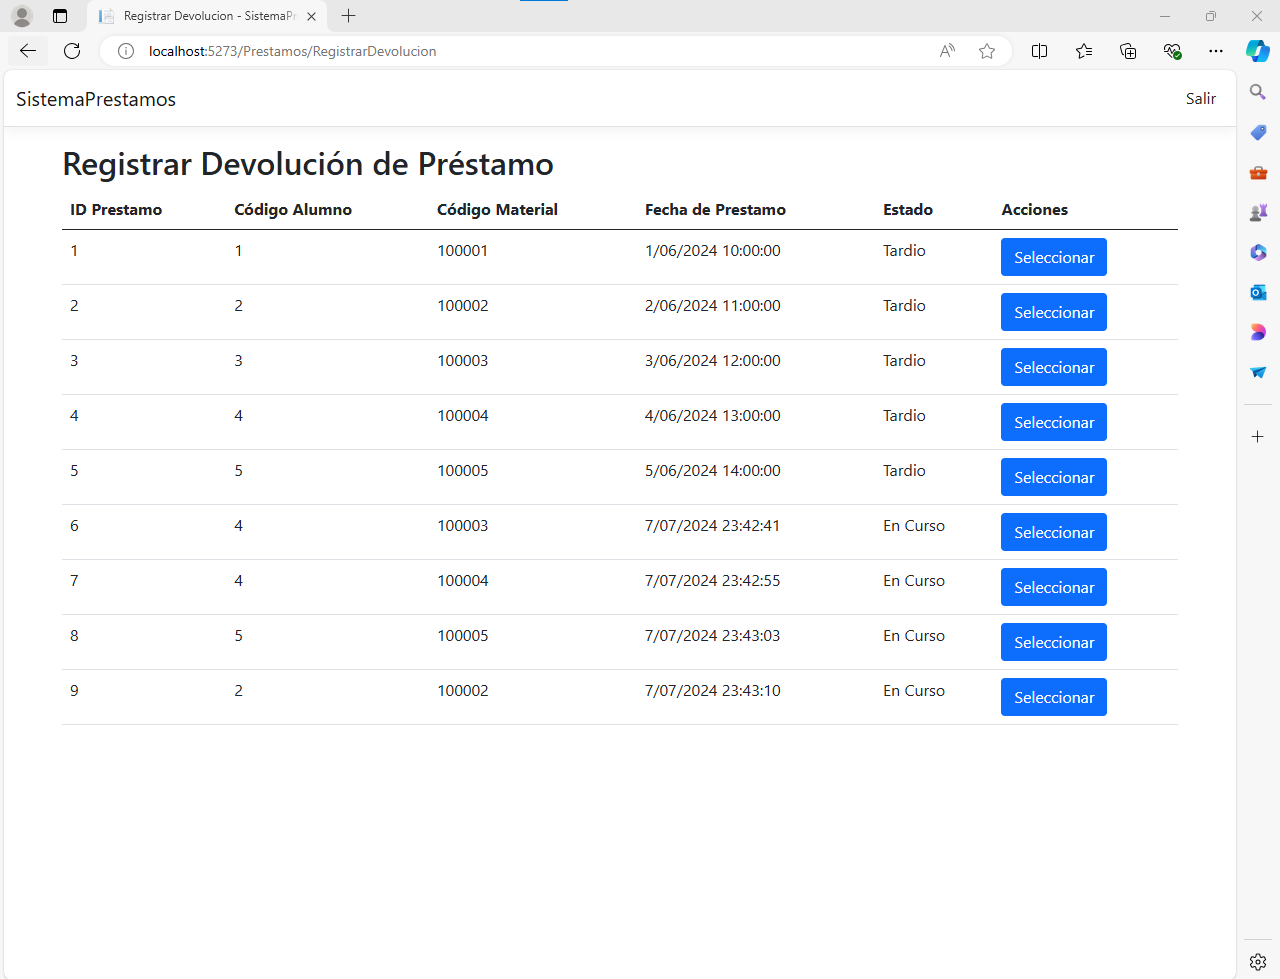 Registrar Devolucion - SistemaPr
localhost:5273/Prestamos/RegistrarDevolucion
SistemaPrestamos Salir
Registrar Devolución de Préstamo
ID Prestamo Código Alumno Código Material Fecha de Prestamo Estado Acciones
1 1 100001 1/06/2024 10:00:00 Tardio Seleccionar
2 2 100002 2/06/2024 11:00:00 Tardio Seleccionar
3 3 100003 3/06/2024 12:00:00 Tardio Seleccionar
4 4 100004 4/06/2024 13:00:00 Tardio Seleccionar
5 5 100005 5/06/2024 14:00:00 Tardio Seleccionar
6 4 100003 7/07/2024 23:42:41 En Curso Seleccionar
7 4 100004 7/07/2024 23:42:55 En Curso Seleccionar
8 5 100005 7/07/2024 23:43:03 En Curso Seleccionar
9 2 100002 7/07/2024 23:43:10 En Curso Seleccionar